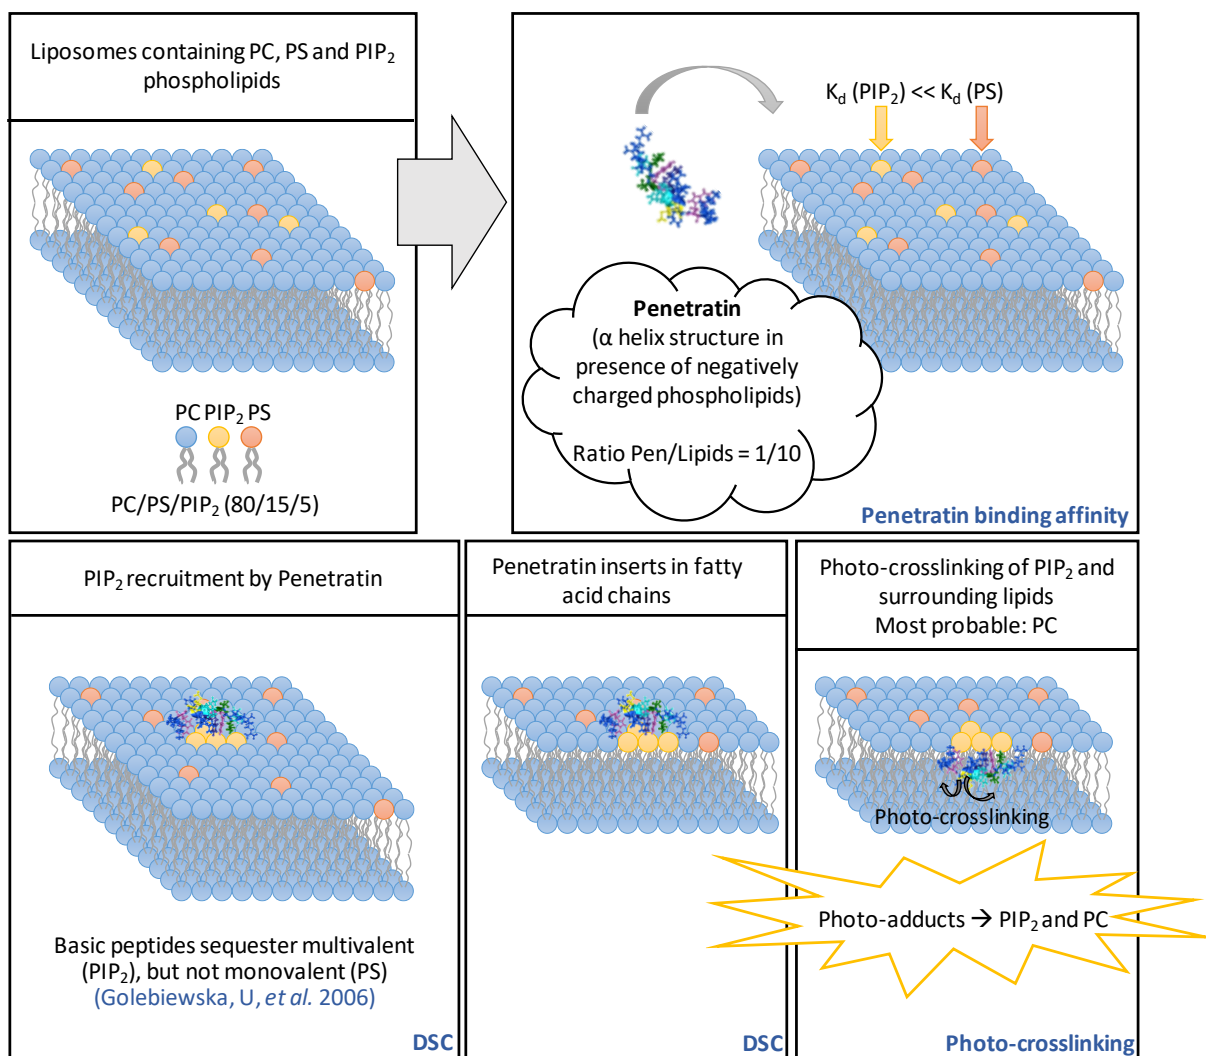 Liposomes containing PC, PS and PIP₂
phospholipids
PC PIP₂ PS
PC/PS/PIP₂ (80/15/5)
K_d (PIP₂) << K_d (PS)
Penetratin
(α helix structure in
presence of negatively
charged phospholipids)
Ratio Pen/Lipids = 1/10
Penetratin binding affinity
PIP₂ recruitment by Penetratin
Basic peptides sequester multivalent
(PIP₂), but not monovalent (PS)
(Golebiewska, U, et al. 2006)
DSC
Penetratin inserts in fatty
acid chains
DSC
Photo-crosslinking of PIP₂ and
surrounding lipids
Most probable: PC
Photo-crosslinking
Photo-adducts → PIP₂ and PC
Photo-crosslinking